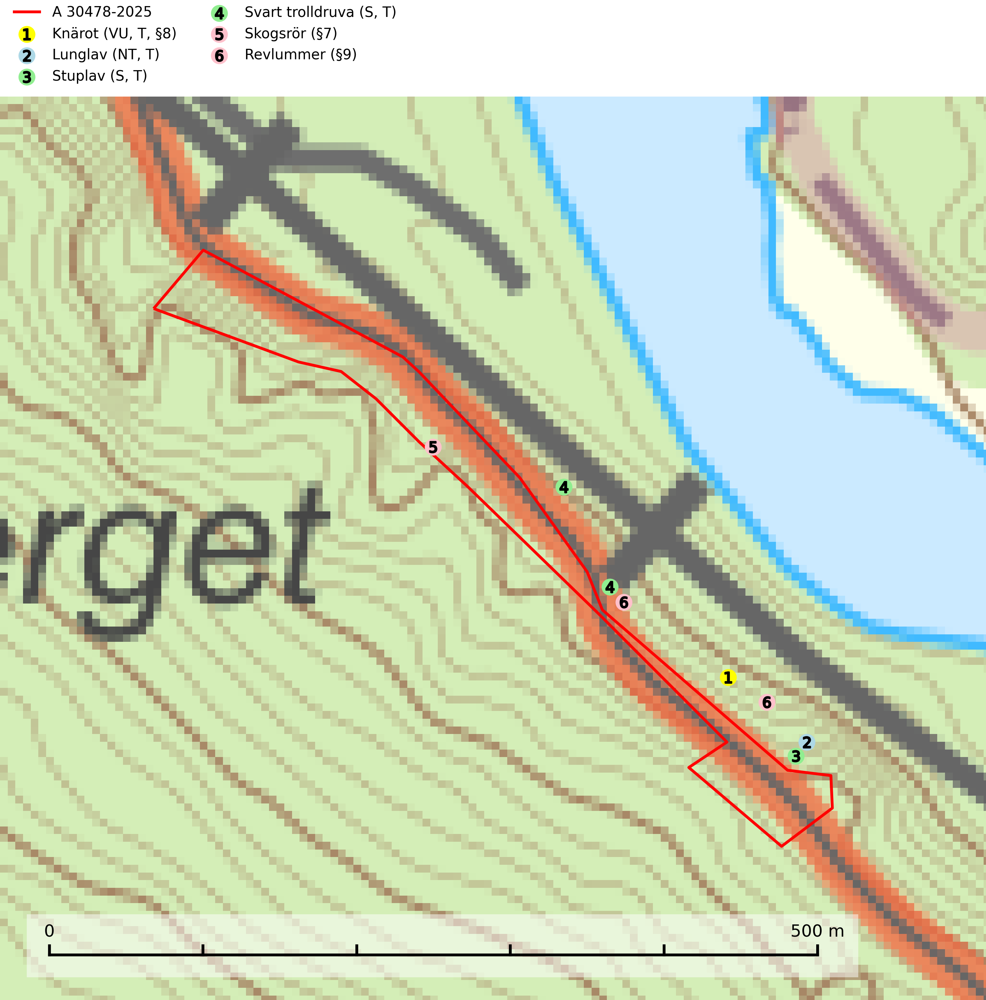 A 30478-2025
1 Knärot (VU, T, §8)
2 Lunglav (NT, T)
3 Stuplav (S, T)
4 Svart trolldruva (S, T)
5 Skogsrör (§7)
6 Revlummer (§9)
5
4
rget
4
6
1
6
2
3
0 500 m